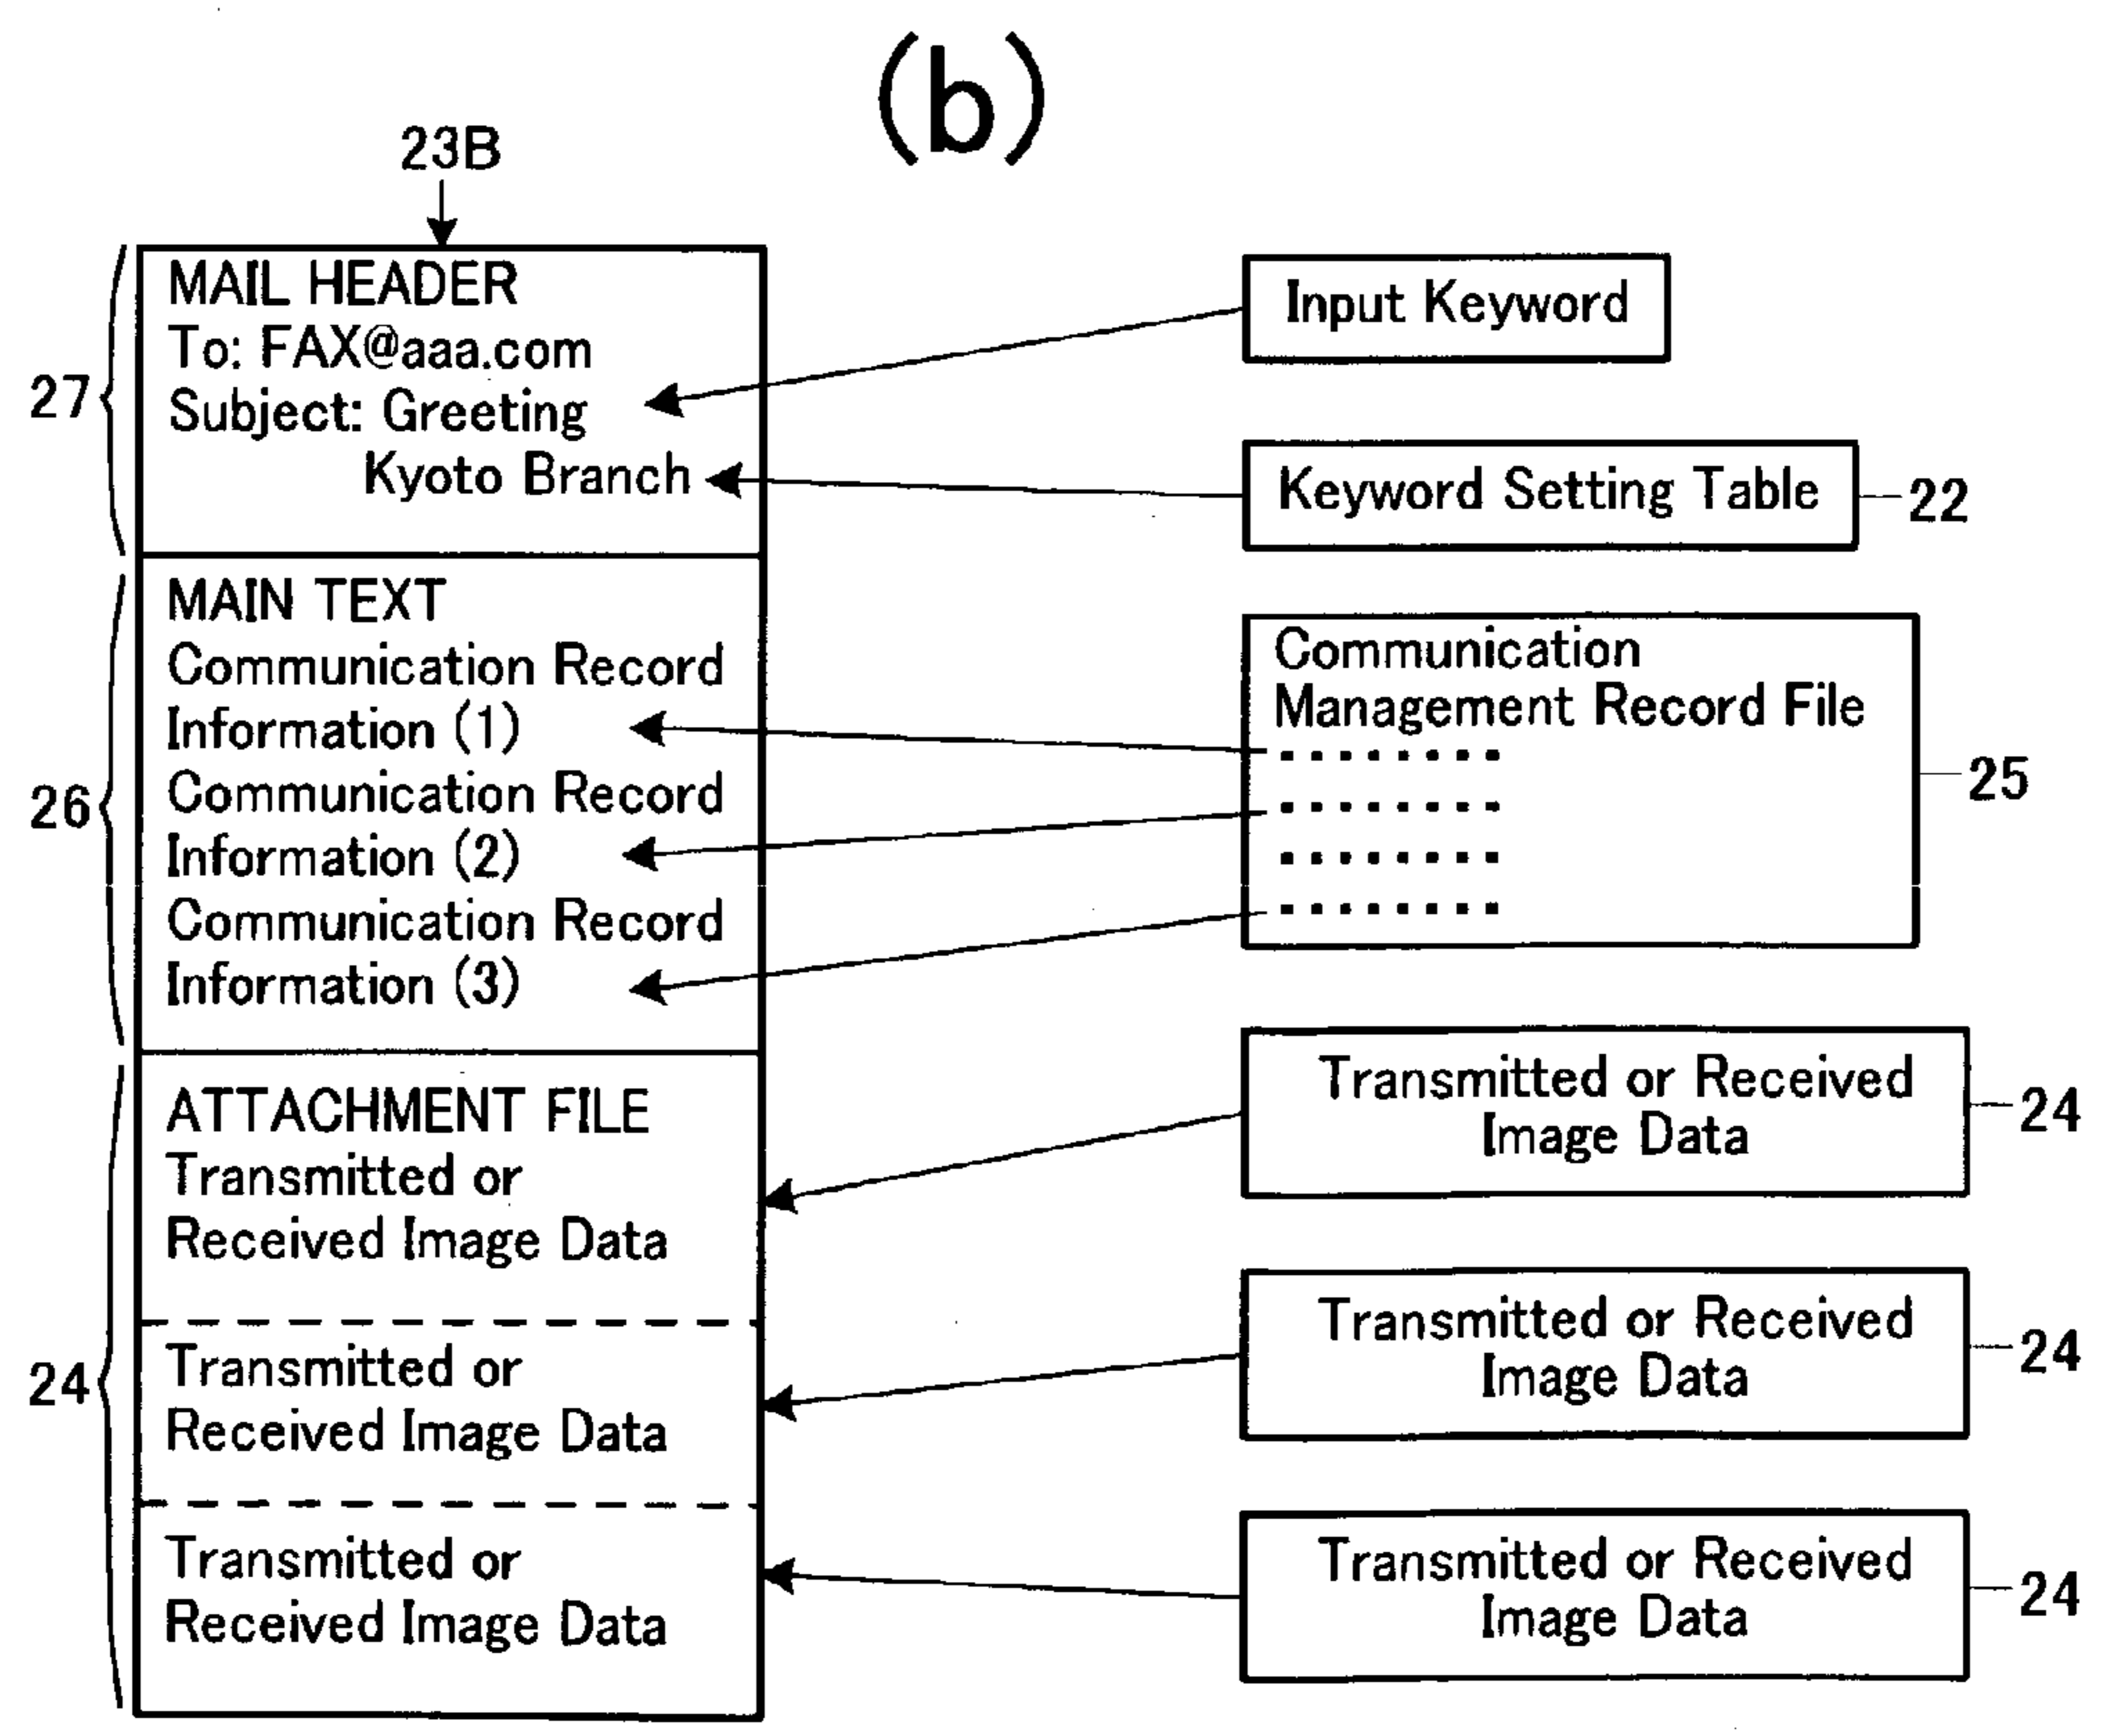 (b)
23B
27
MAIL HEADER
To: FAX@aaa.com
Subject: Greeting
Kyoto Branch
26
MAIN TEXT
Communication Record
Information (1)
Communication Record
Information (2)
Communication Record
Information (3)
24
ATTACHMENT FILE
Transmitted or
Received Image Data
Transmitted or
Received Image Data
Transmitted or
Received Image Data
Input Keyword
Keyword Setting Table
22
Communication
Management Record File
25
Transmitted or Received
Image Data
24
Transmitted or Received
Image Data
24
Transmitted or Received
Image Data
24